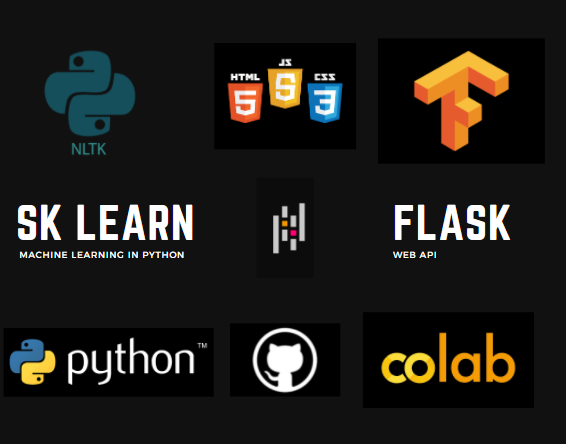 NLTK
HTML JS CSS
5 5 3
SK LEARN
MACHINE LEARNING IN PYTHON
FLASK
WEB API
python™
colab